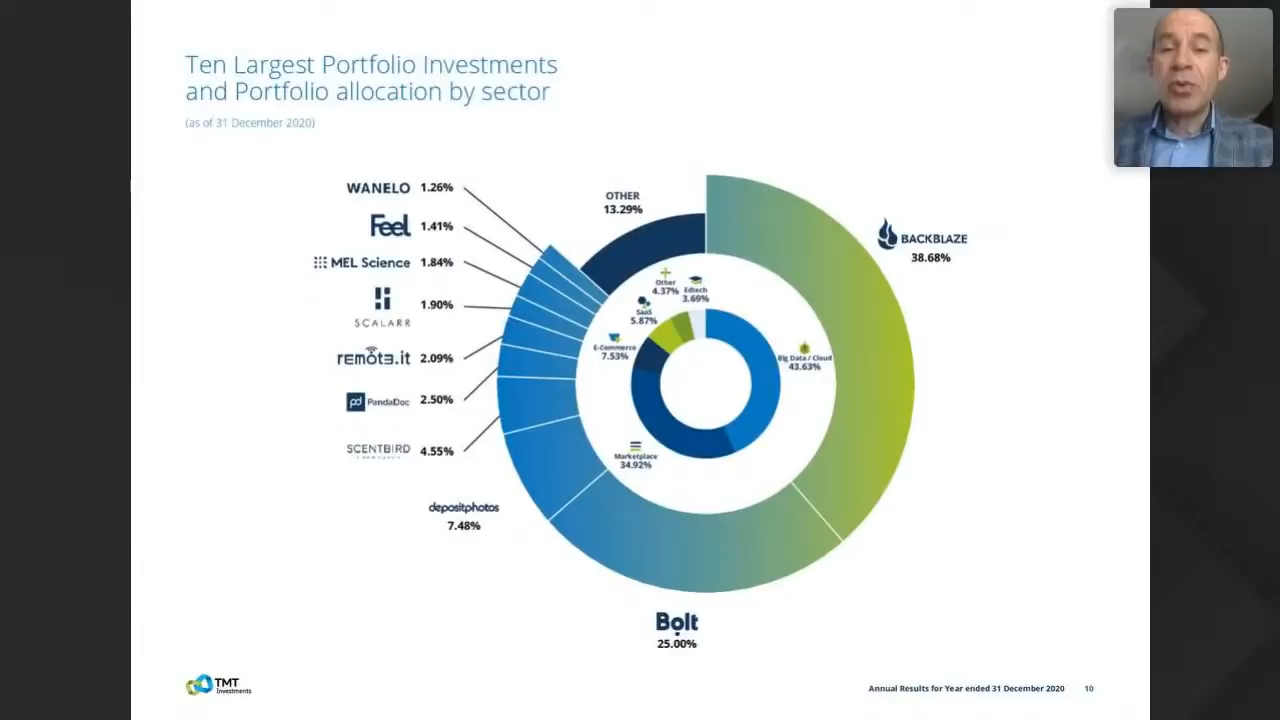 Ten Largest Portfolio Investments
and Portfolio allocation by sector
(as of 31 December 2020)
WANELO 1.26%
Feel 1.41%
MEL Science 1.84%
SCALARR 1.90%
remote.it 2.09%
pd PandaDoc 2.50%
SCENTBIRD 4.55%
depositphotos
7.48%
OTHER
13.29%
BACKBLAZE
38.68%
Other
4.37%
Edtech
3.69%
SaaS
5.87%
E-Commerce
7.53%
Big Data / Cloud
43.63%
Marketplace
34.92%
Bolt
25.00%
TMT
Investments
Annual Results for Year ended 31 December 2020 10